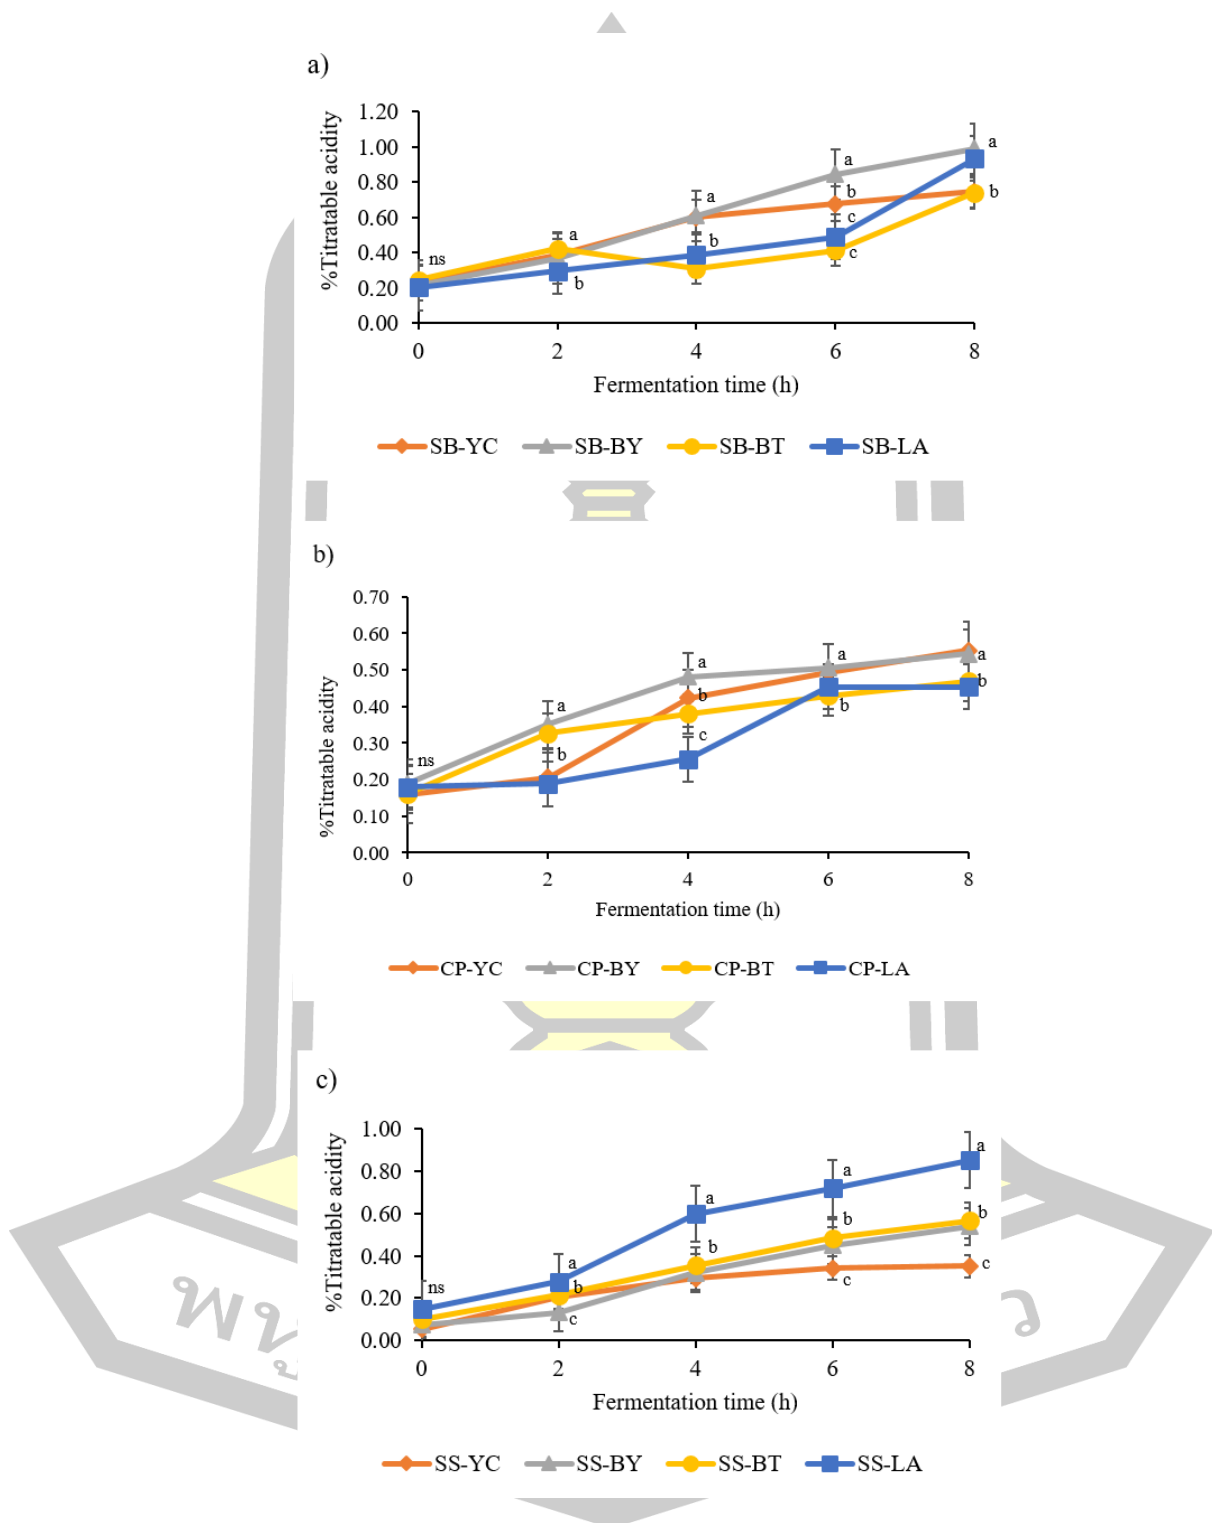 a)
%Titratable acidity
1.20
1.00
0.80
0.60
0.40
0.20
0.00
ns
a
b
a
b
a
b
c
c
a
b
0 2 4 6 8
Fermentation time (h)
SB-YC SB-BY SB-BT SB-LA
b)
%Titratable acidity
0.70
0.60
0.50
0.40
0.30
0.20
0.10
0.00
ns
a
b
a
b
c
a
b
a
b
0 2 4 6 8
Fermentation time (h)
CP-YC CP-BY CP-BT CP-LA
c)
%Titratable acidity
1.00
0.80
0.60
0.40
0.20
0.00
ns
a
b
c
a
b
a
b
c
a
b
c
0 2 4 6 8
Fermentation time (h)
SS-YC SS-BY SS-BT SS-LA